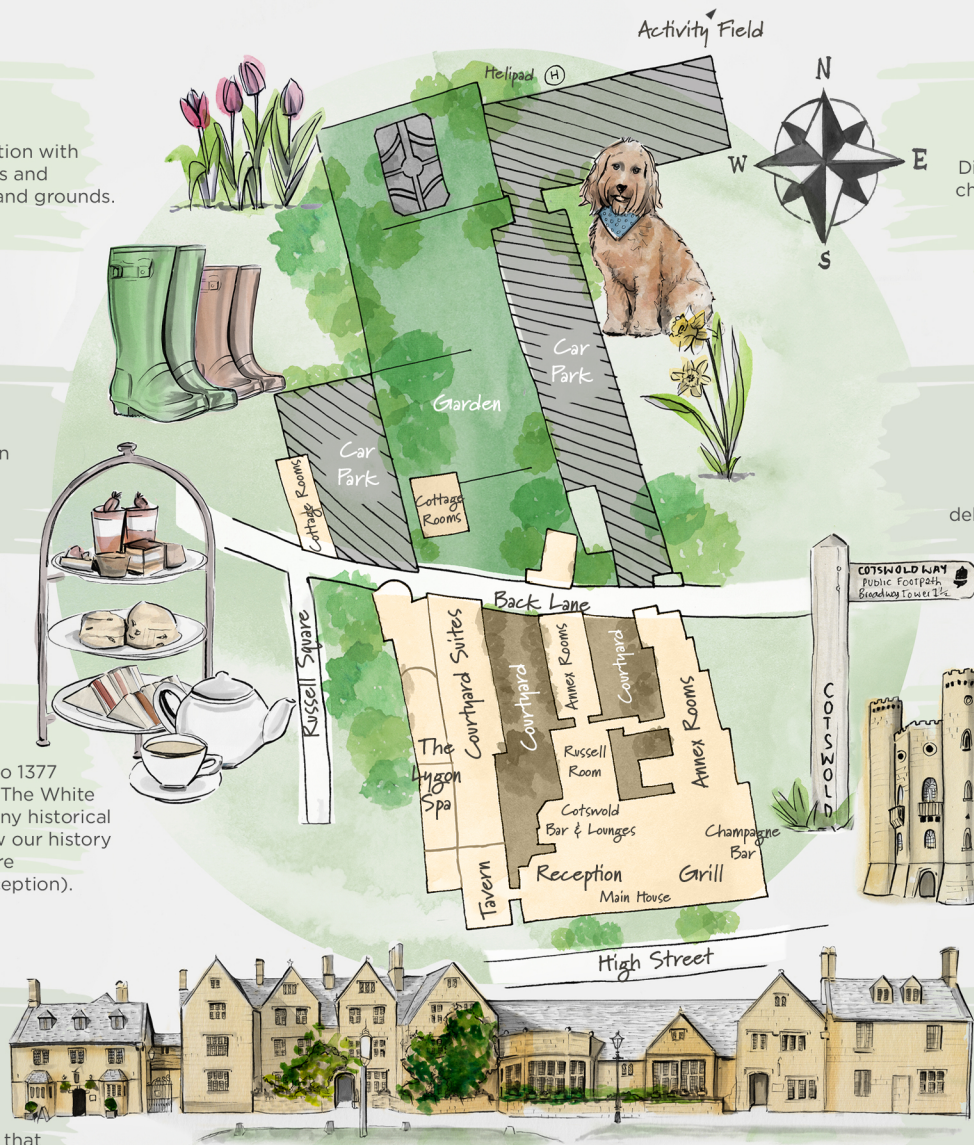 Activity Field
Helipad H
N
W E
S
tion with
s and
and grounds.
D
ch
Car
Park
Garden
n
Car
Park
Cottage Rooms
Cottage
Rooms
del
COTSWOLD WAY
Public Footpath
Broadway Tower 1½
COTSWOLD
Back Lane
Russell Square
Courtyard Suites
Courtyard
Annex Rooms
Courtyard
Annex Rooms
The
Lygon
Spa
Russell
Room
Cotswold
Bar & Lounges
Champagne
Bar
Tavern
Reception
Grill
Main House
High Street
o 1377
The White
ny historical
w our history
re
ception).
that